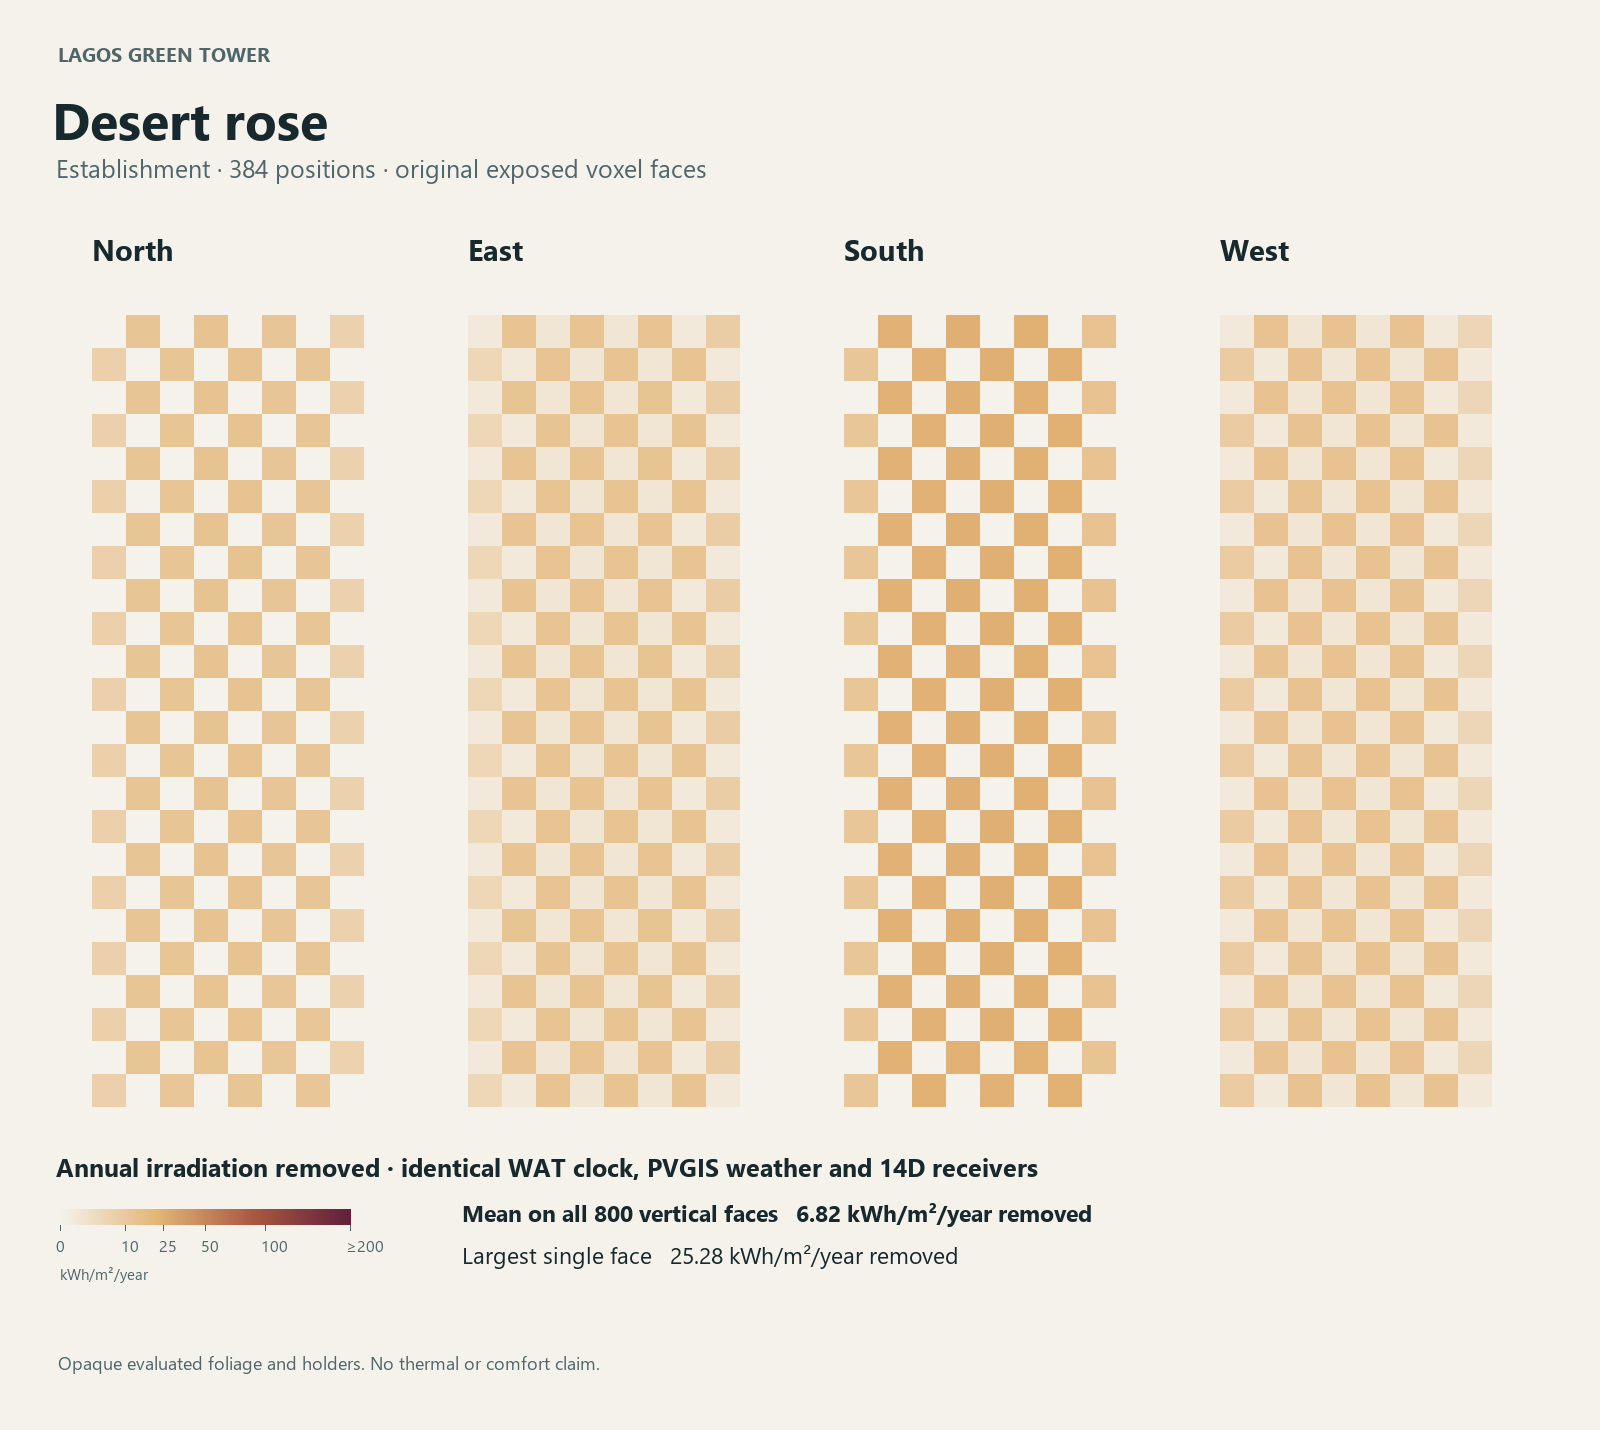 LAGOS GREEN TOWER
Desert rose
Establishment · 384 positions · original exposed voxel faces
North East South West
Annual irradiation removed · identical WAT clock, PVGIS weather and 14D receivers
Mean on all 800 vertical faces 6.82 kWh/m²/year removed
0 10 25 50 100 ≥200
Largest single face 25.28 kWh/m²/year removed
kWh/m²/year
Opaque evaluated foliage and holders. No thermal or comfort claim.